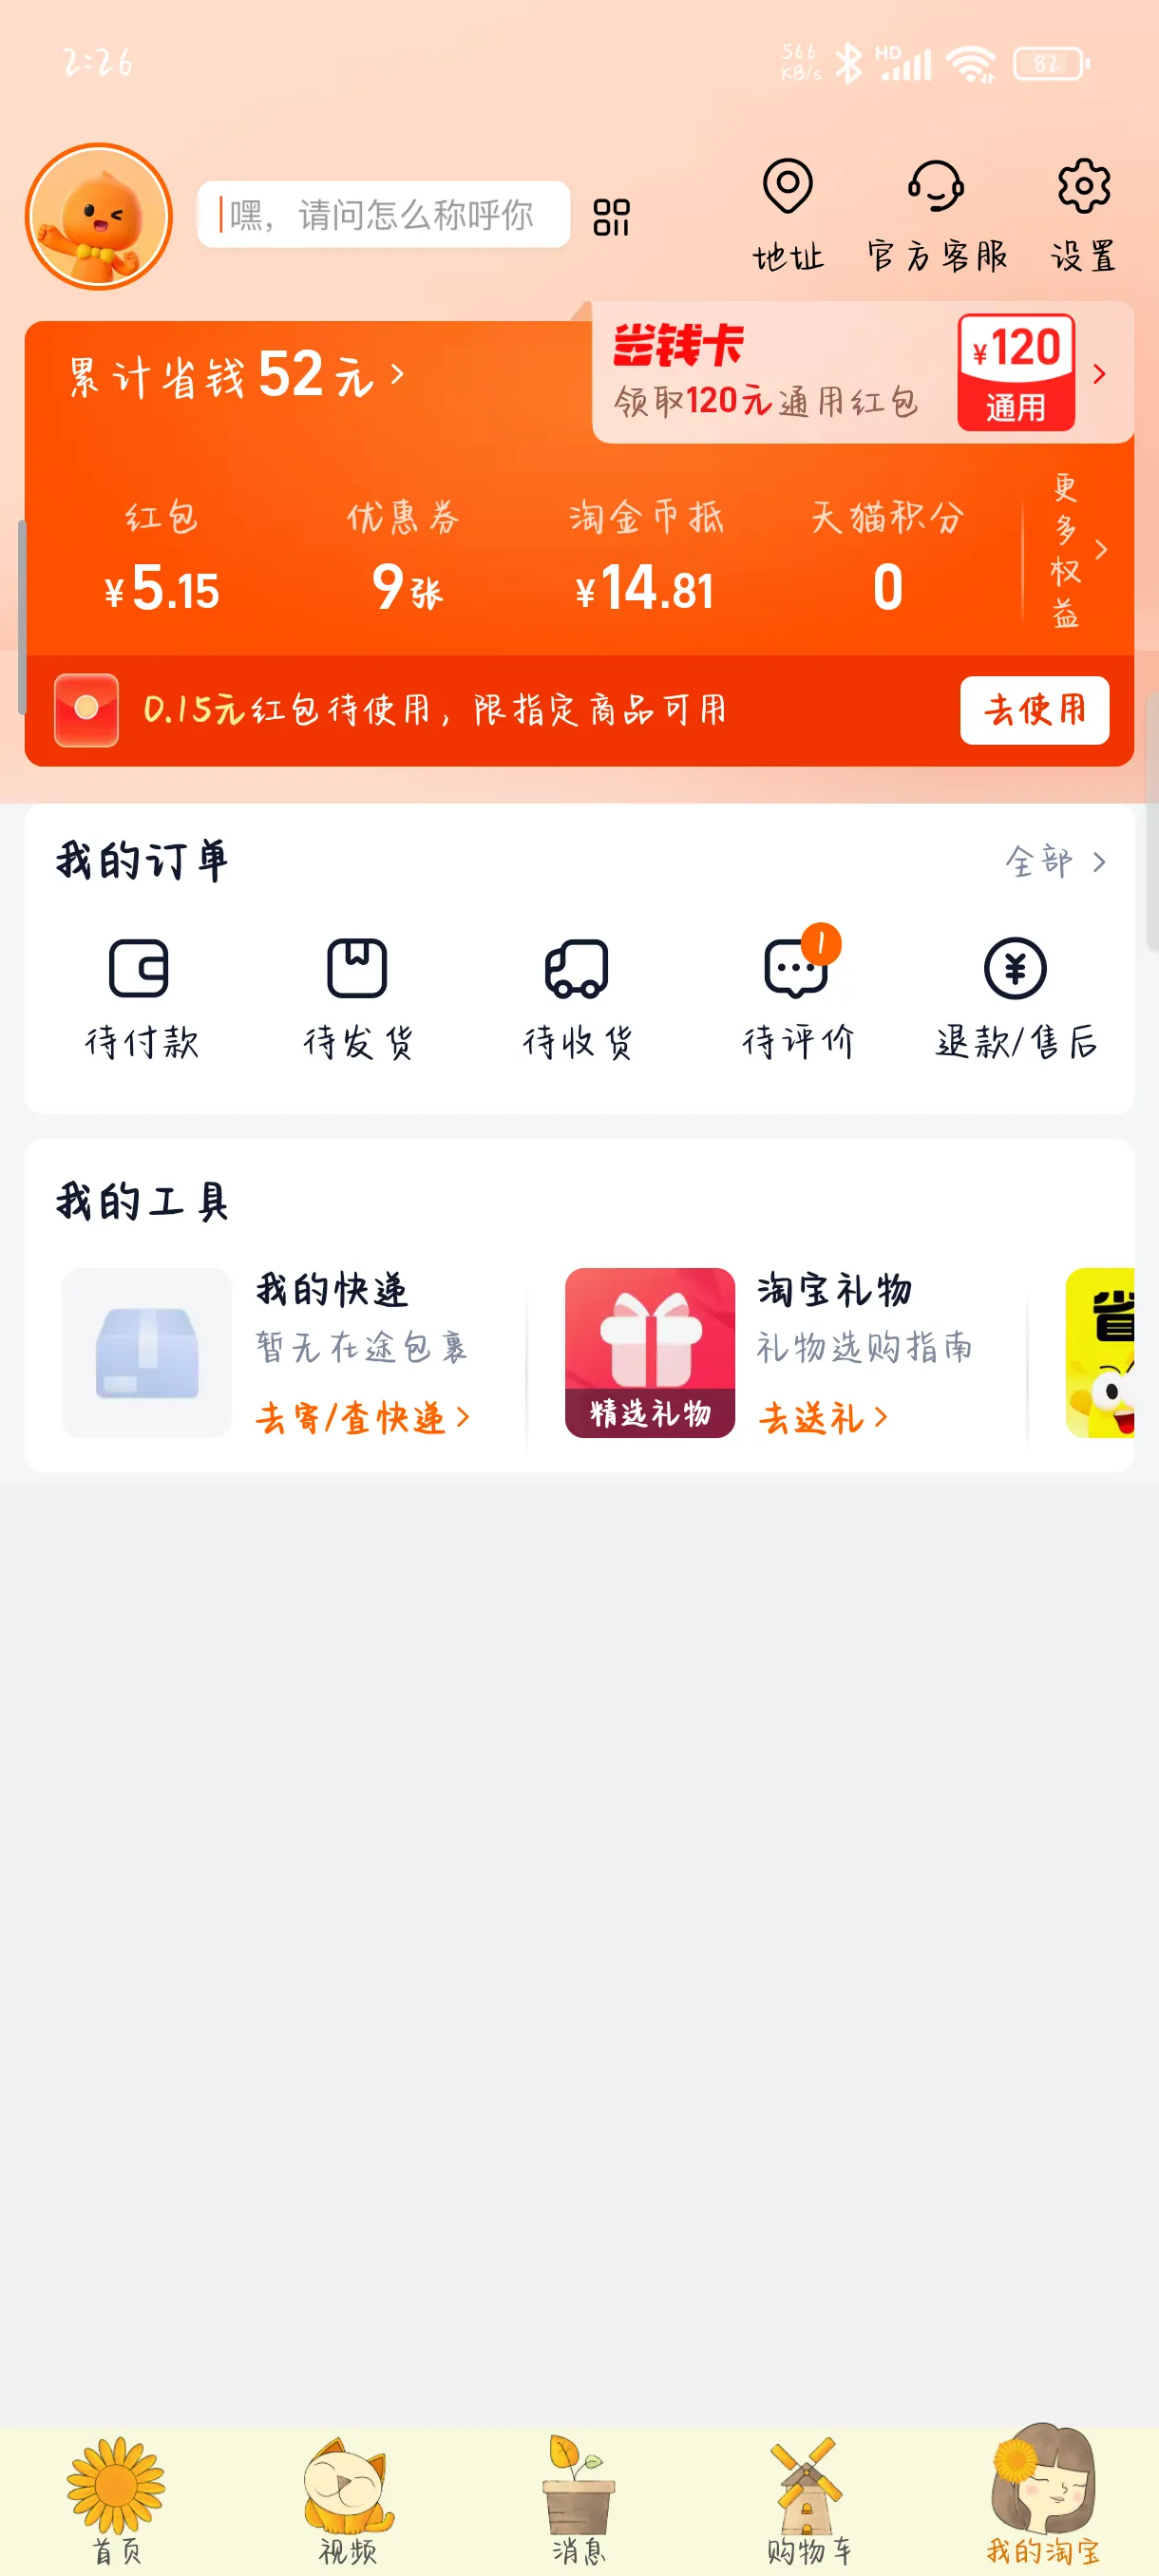 2:26
566
KB/s
HD
82
嘿，请问怎么称呼你
地址
官方客服
设置
累计省钱52元
省钱卡
领取120元通用红包
¥120
通用
红包
优惠券
淘金币抵
天猫积分
更多权益
¥5.15
9张
¥14.81
0
0.15元红包待使用，限指定商品可用
去使用
我的订单
全部
1
待付款
待发货
待收货
待评价
退款/售后
我的工具
我的快递
暂无在途包裹
去寄/查快递
精选礼物
淘宝礼物
礼物选购指南
去送礼
省
首页
视频
消息
购物车
我的淘宝